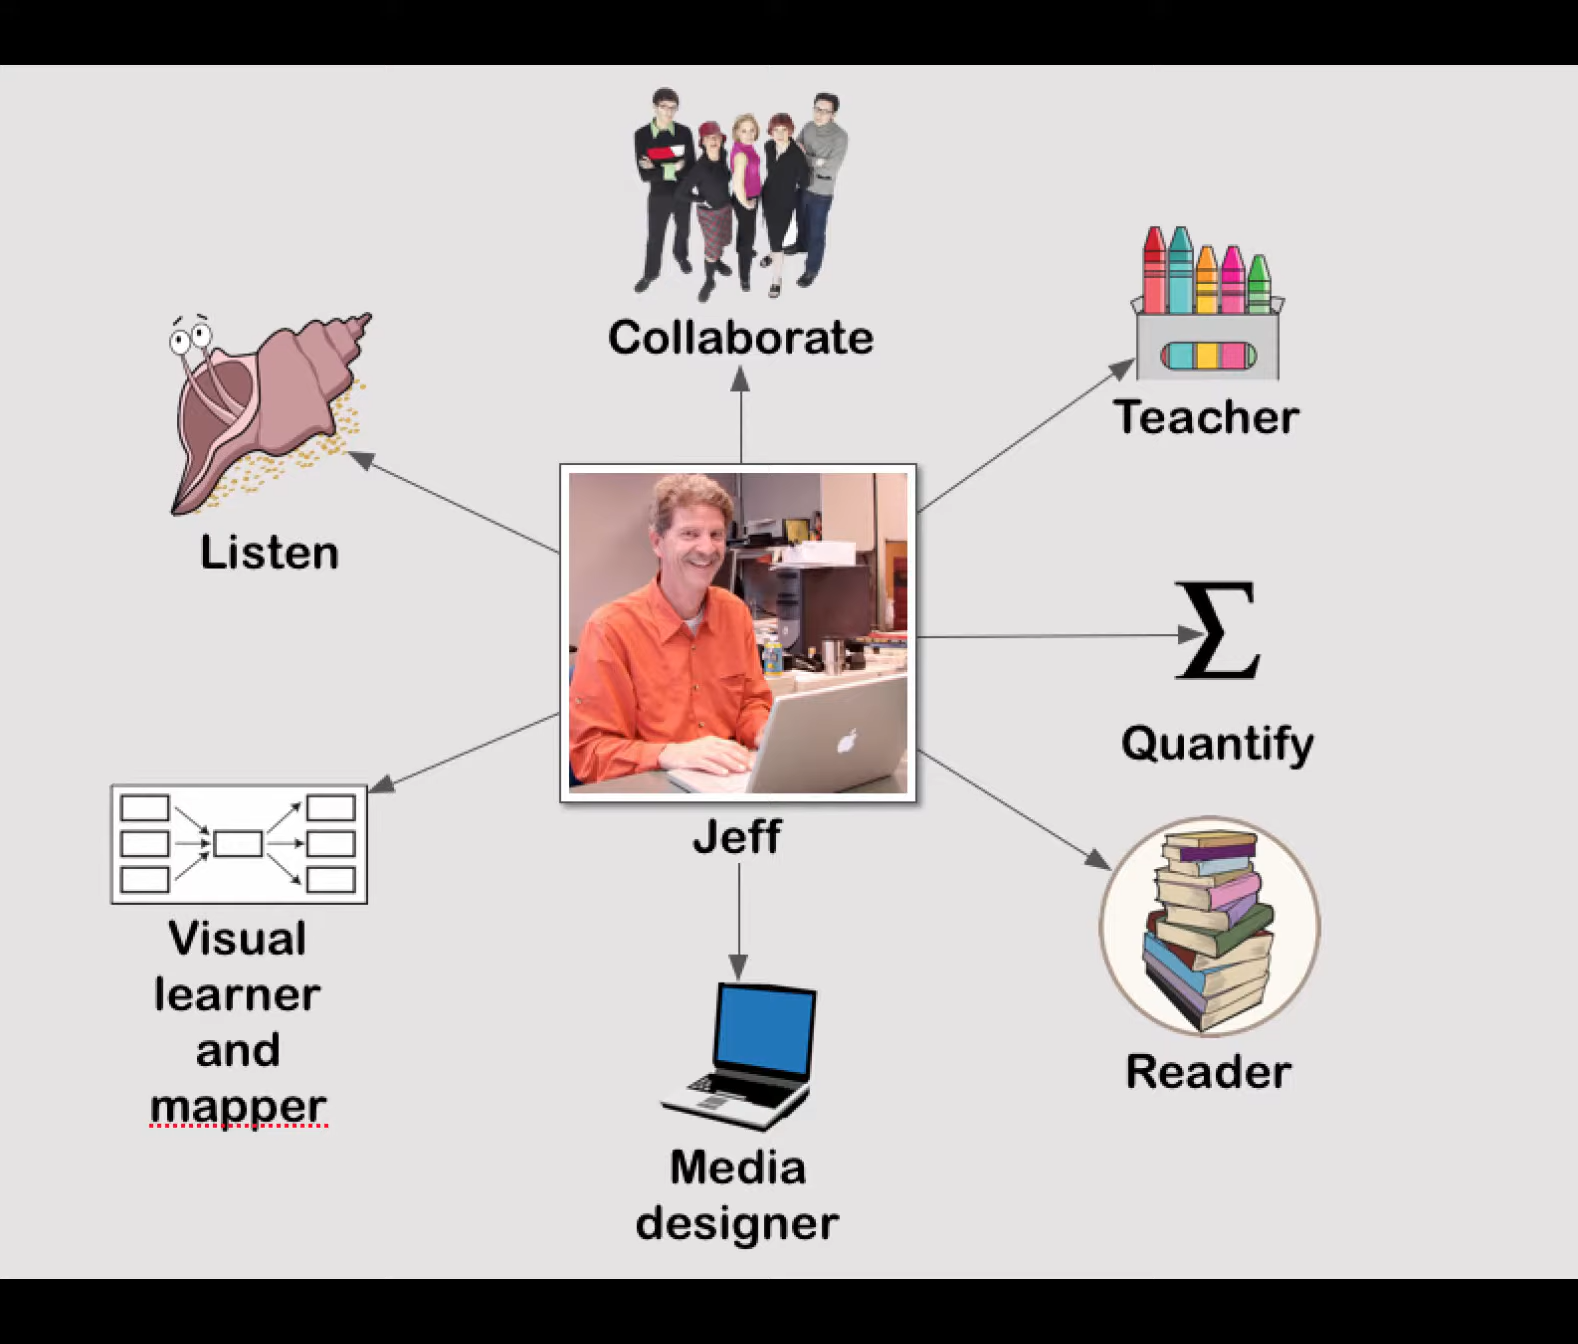 Collaborate
Teacher
Listen
Quantify
Jeff
Visual
learner
and
mapper
Reader
Media
designer